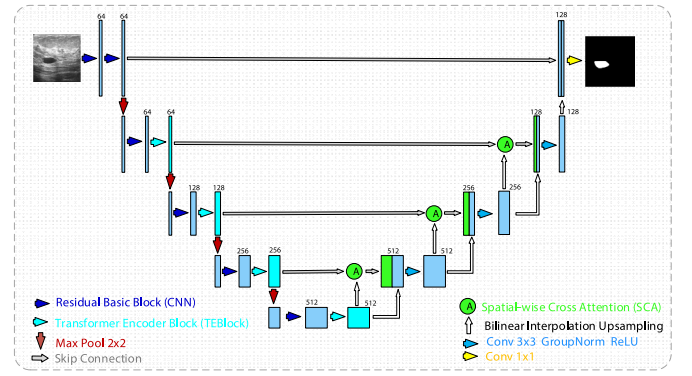 64
64
128
64
64
128
128
A
128
128
256
256
A
256
256
512
512
A
512
512
Residual Basic Block (CNN)
Transformer Encoder Block (TEBlock)
Max Pool 2x2
Skip Connection
A Spatial-wise Cross Attention (SCA)
Bilinear Interpolation Upsampling
Conv 3x3 GroupNorm ReLU
Conv 1x1